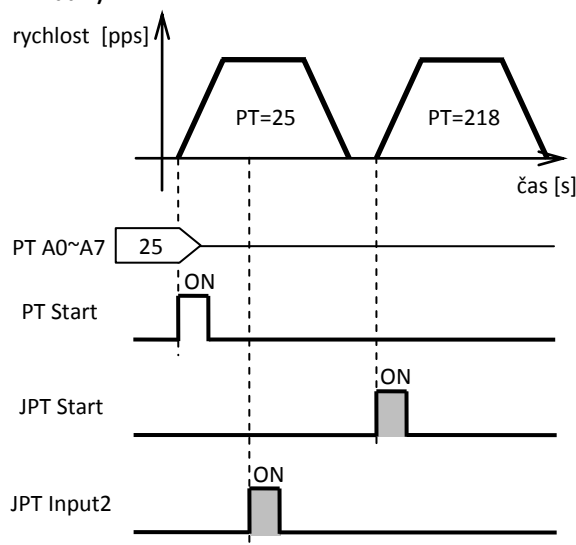 rychlost [pps]
PT=25 PT=218
čas [s]
PT A0~A7 25
ON
PT Start
ON
JPT Start
ON
JPT Input2